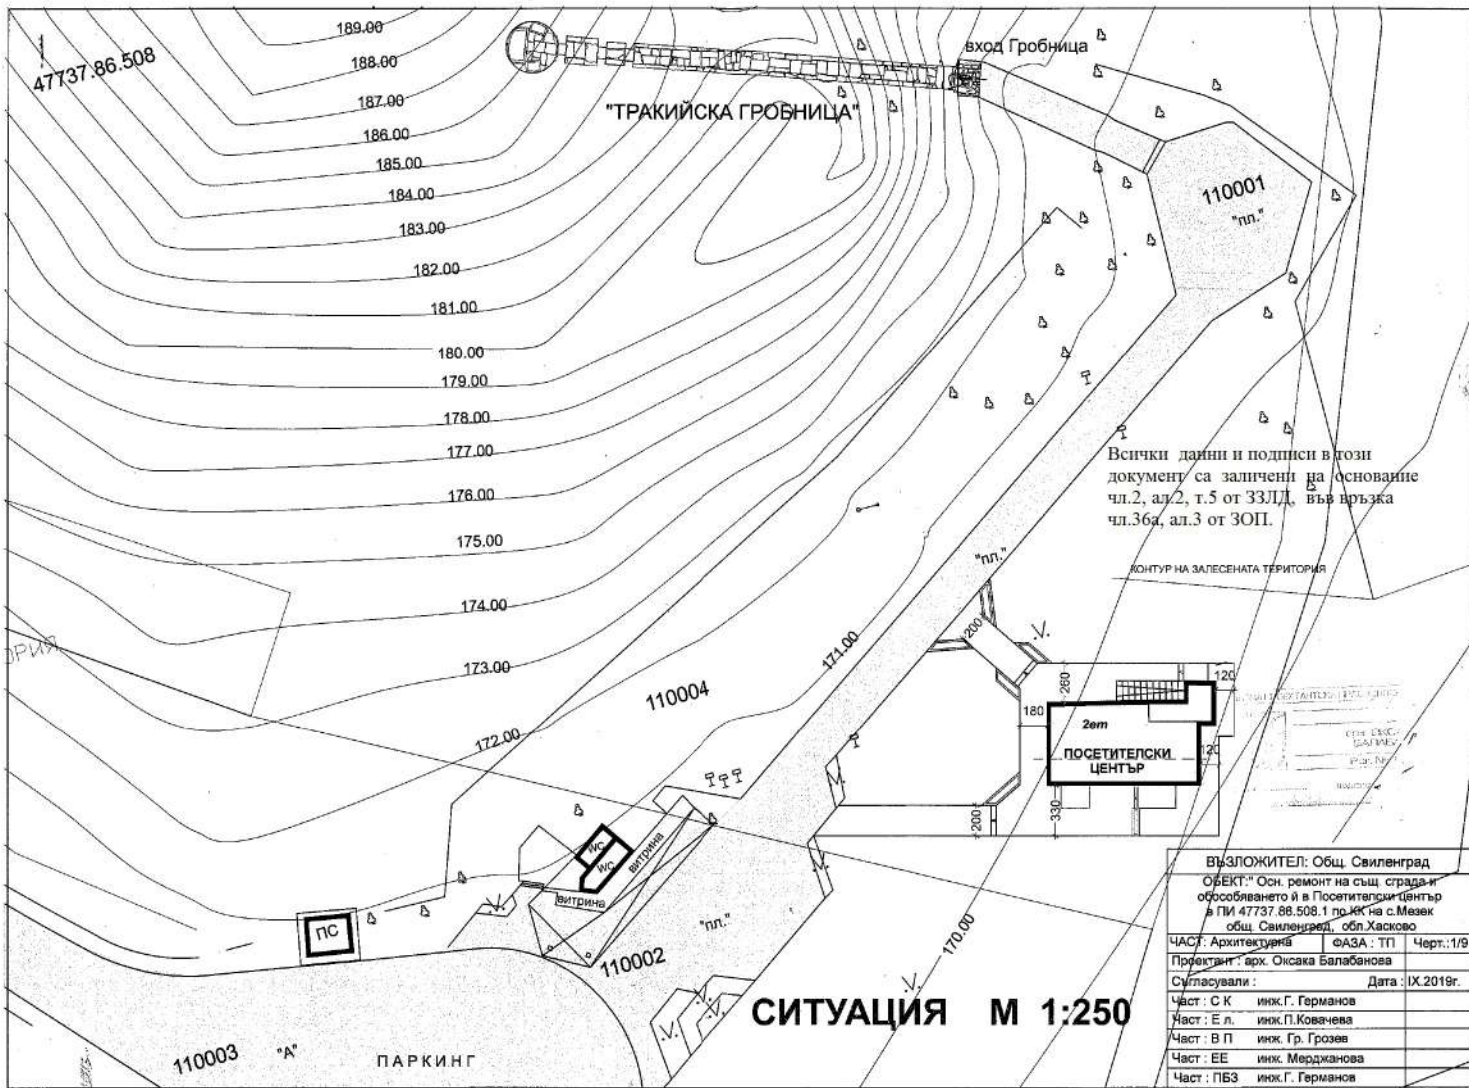 47737.86.508
189.00
188.00
187.00
186.00
185.00
184.00
183.00
182.00
181.00
180.00
179.00
178.00
177.00
176.00
175.00
174.00
173.00
172.00
171.00
170.00
"ТРАКИЙСКА ГРОБНИЦА"
вход Гробница
110001
"пл."
Всички данни и подписи в този
документ са заличени на основание
чл.2, ал.2, т.5 от ЗЗЛД, във връзка
чл.36а, ал.3 от ЗОП.
КОНТУР НА ЗАЛЕСЕНАТА ТЕРИТОРИЯ
"пл."
ОРИЯ
110004
200
260
120
180
2ет
ПОСЕТИТЕЛСКИ
ЦЕНТЪР
120
200
330
WC
WC
витрина
витрина
ПС
"пл."
110002
110003 "А" ПАРКИНГ
СИТУАЦИЯ М 1:250
ВЪЗЛОЖИТЕЛ: Общ. Свиленград
ОБЕКТ:" Осн. ремонт на същ. сграда и
обособяването й в Посетителски център
в ПИ 47737.86.508.1 по КК на с.Мезек
общ. Свиленград, обл.Хасково
ЧАСТ: Архитектурна ФАЗА : ТП Черт.:1/9
Проектант : арх. Оксака Балабанова
Съгласували : Дата : IX.2019г.
Част : С К инж.Г. Германов
Част : Е л. инж.П.Ковачева
Част : В П инж. Гр. Грозев
Част : ЕЕ инж. Мерджанова
Част : ПБЗ инж.Г. Германов